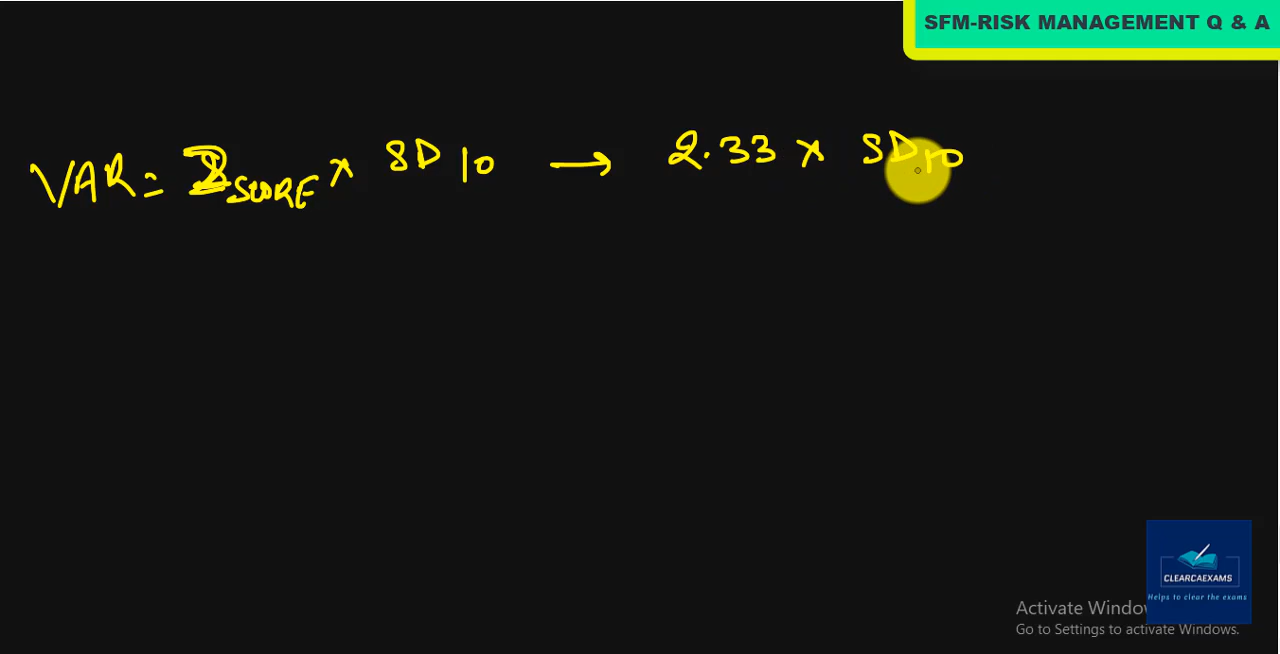 SFM-RISK MANAGEMENT Q & A
VAR = Z SCORE × SD 10 → 2.33 × SD 10
CLEARCAEXAMS
Helps to clear the exams
Activate Windo
Go to Settings to activate Windows.